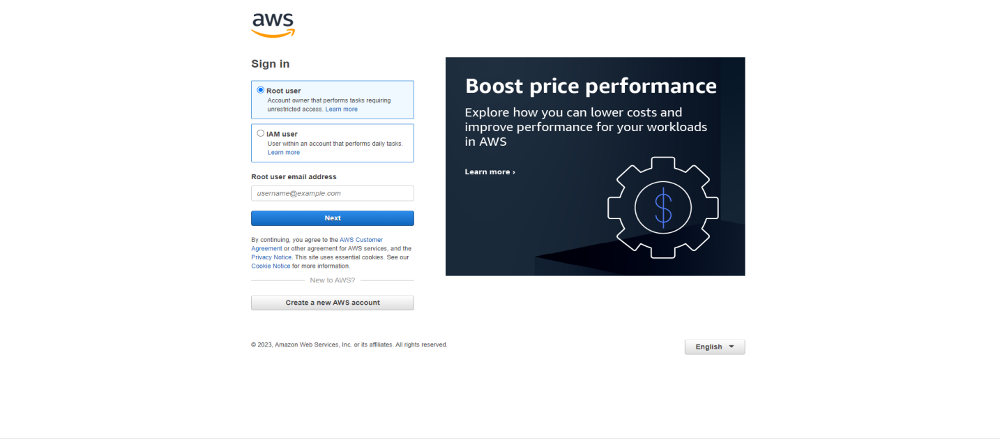 aws
Sign in
Root user
Account owner that performs tasks requiring
unrestricted access. Learn more
IAM user
User within an account that performs daily tasks.
Learn more
Root user email address
username@example.com
Next
By continuing, you agree to the AWS Customer
Agreement or other agreement for AWS services, and the
Privacy Notice. This site uses essential cookies. See our
Cookie Notice for more information.
New to AWS?
Create a new AWS account
Boost price performance
Explore how you can lower costs and
improve performance for your workloads
in AWS
Learn more ›
$
© 2023, Amazon Web Services, Inc. or its affiliates. All rights reserved.
English